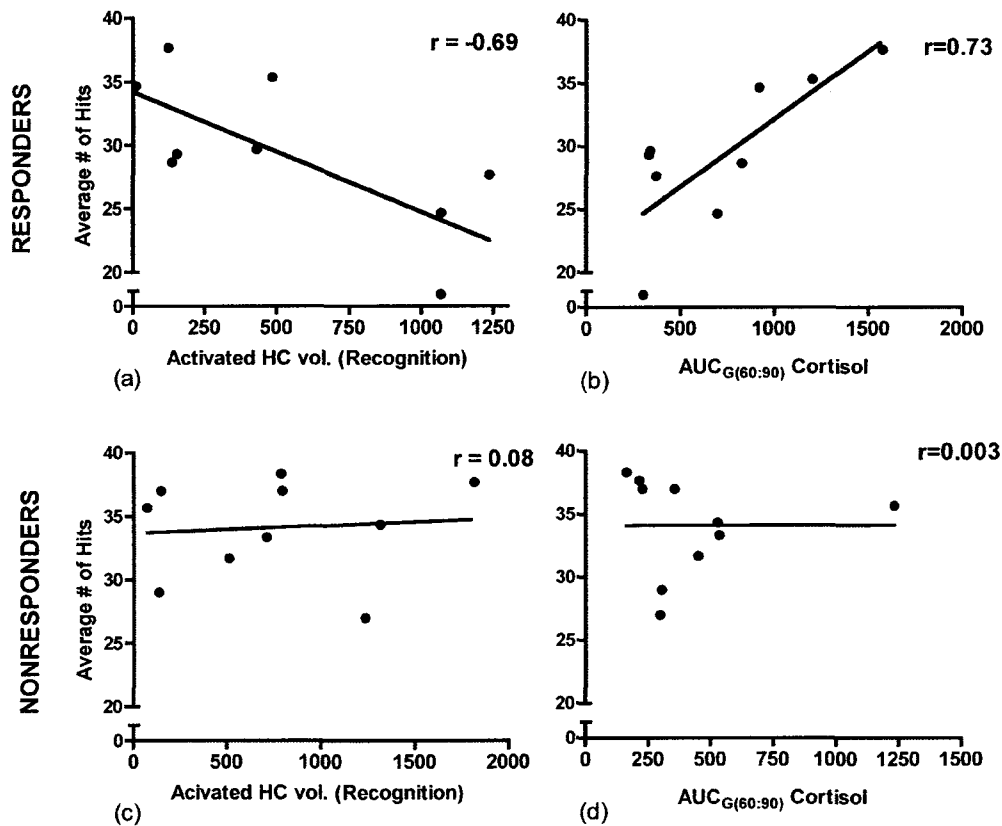 RESPONDERS
Average # of Hits
40
35
30
25
20
0
r = -0.69
0 250 500 750 1000 1250
Activated HC vol. (Recognition)
(a)
r=0.73
40
35
30
25
20
0
0 500 1000 1500 2000
AUCG(60:90) Cortisol
(b)
NONRESPONDERS
Average # of Hits
40
35
30
25
20
0
r = 0.08
0 500 1000 1500 2000
Acivated HC vol. (Recognition)
(c)
r=0.003
40
35
30
25
20
0
0 250 500 750 1000 1250 1500
AUCG(60:90) Cortisol
(d)